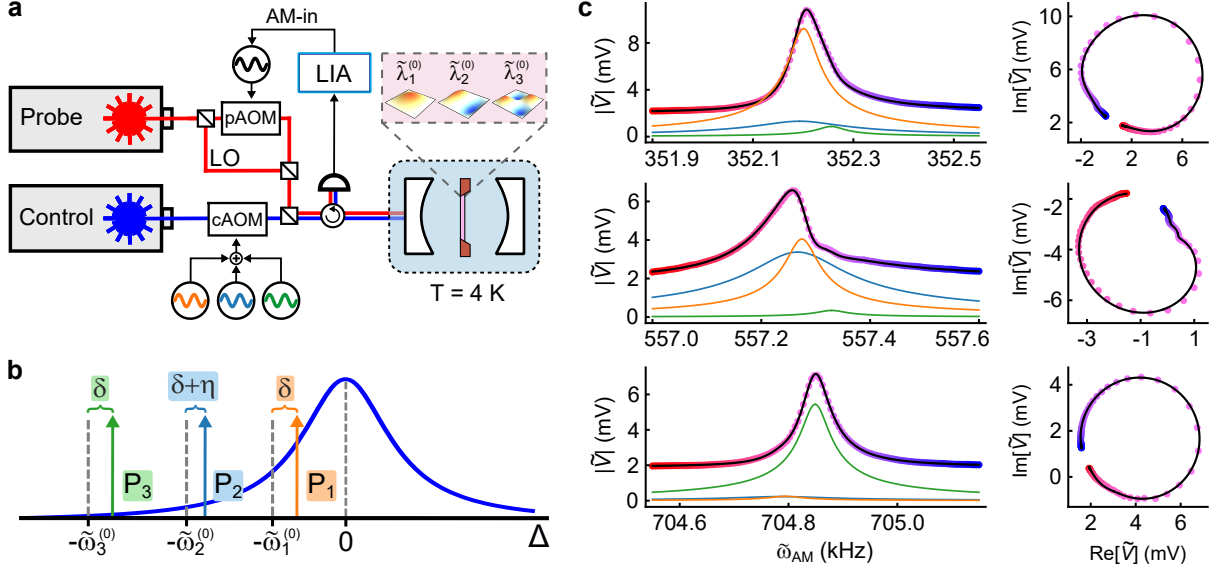 a
AM-in
LIA
Probe
pAOM
LO
Control
cAOM
λ̃₁⁽⁰⁾ λ̃₂⁽⁰⁾ λ̃₃⁽⁰⁾
T = 4 K
b
δ δ+η δ
P₃ P₂ P₁
-ω̃₃⁽⁰⁾ -ω̃₂⁽⁰⁾ -ω̃₁⁽⁰⁾ 0 Δ
c
|Ṽ| (mV)
8
4
0
351.9 352.1 352.3 352.5
Im[Ṽ] (mV)
10
8
6
4
2
-2 0 2 4 6
|Ṽ| (mV)
6
4
2
0
557.0 557.2 557.4 557.6
Im[Ṽ] (mV)
-2
-4
-6
-3 -1 1
|Ṽ| (mV)
6
4
2
0
704.6 704.8 705.0
ω̃AM (kHz)
Im[Ṽ] (mV)
4
2
0
2 4 6
Re[Ṽ] (mV)